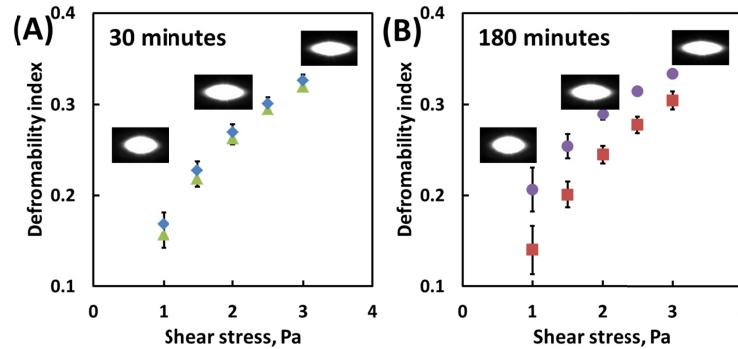 (A)
30 minutes
Defromability index
0.4
0.3
0.2
0.1
0
1
2
3
4
Shear stress, Pa
(B)
180 minutes
Defromability index
0.4
0.3
0.2
0.1
0
1
2
3
Shear stress, Pa